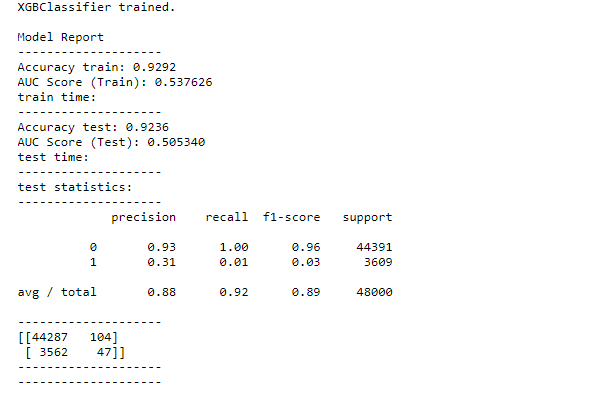 XGBClassifier trained.
Model Report
--------------------
Accuracy train: 0.9292
AUC Score (Train): 0.537626
train time:
--------------------
Accuracy test: 0.9236
AUC Score (Test): 0.505340
test time:
--------------------
test statistics:
--------------------
precision recall f1-score support
0 0.93 1.00 0.96 44391
1 0.31 0.01 0.03 3609
avg / total 0.88 0.92 0.89 48000
--------------------
[[44287 104]
[ 3562 47]]
--------------------
--------------------